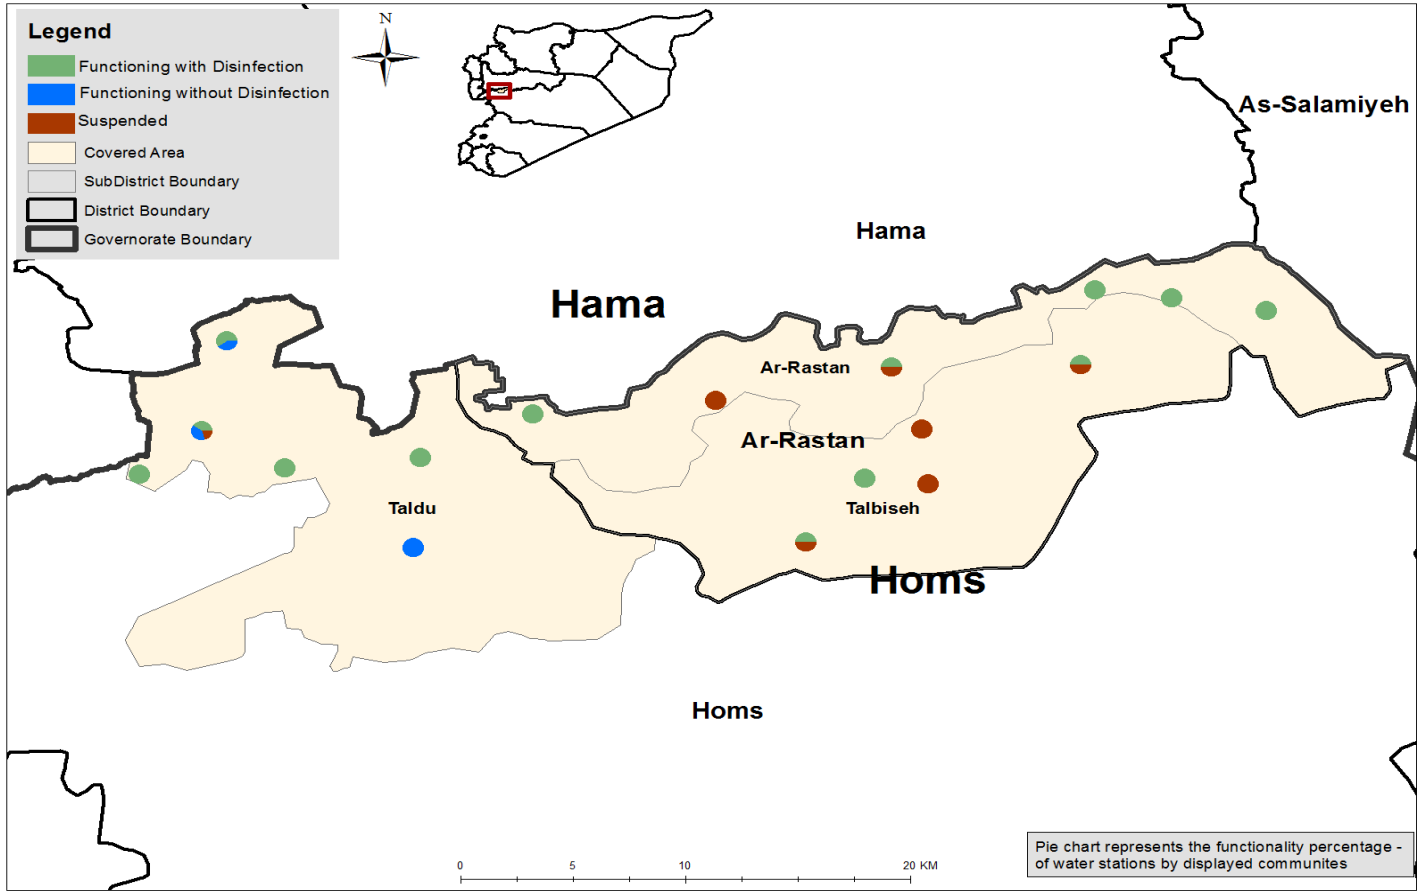 Legend
Functioning with Disinfection
Functioning without Disinfection
Suspended
Covered Area
SubDistrict Boundary
District Boundary
Governorate Boundary
N
As-Salamiyeh
Hama
Hama
Ar-Rastan
Ar-Rastan
Taldu
Talbiseh
Homs
Homs
0 5 10 20 KM
Pie chart represents the functionality percentage -
of water stations by displayed communites